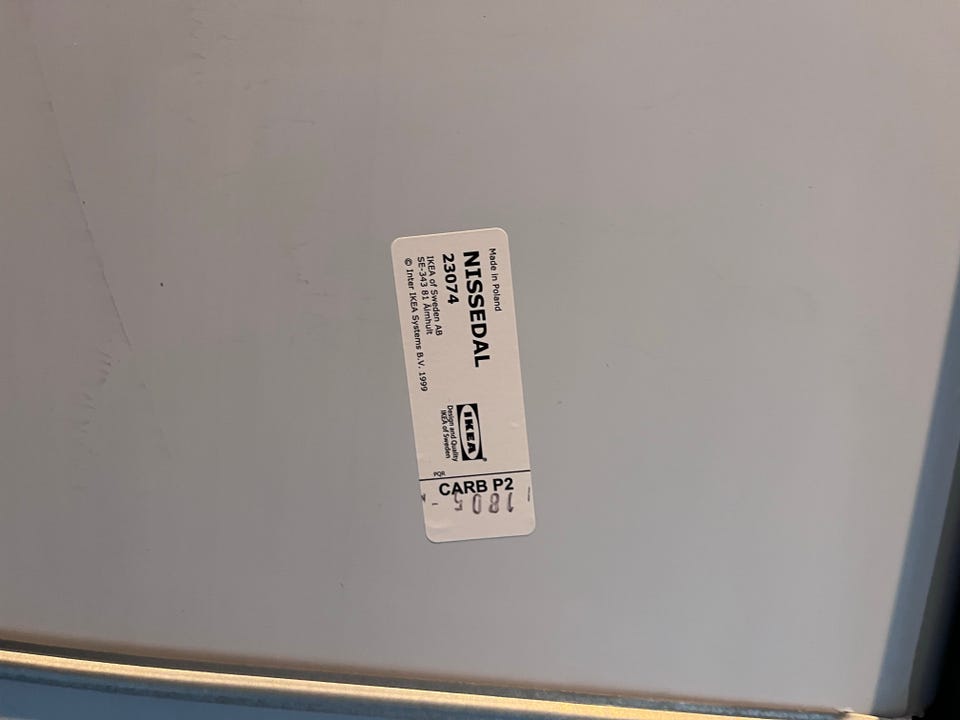 Made in Poland
NISSEDAL
23074
IKEA of Sweden AB
SE-343 81 Älmhult
© Inter IKEA Systems B.V. 1999
IKEA®
Design and Quality
IKEA of Sweden
PQR
CARB P2
1805